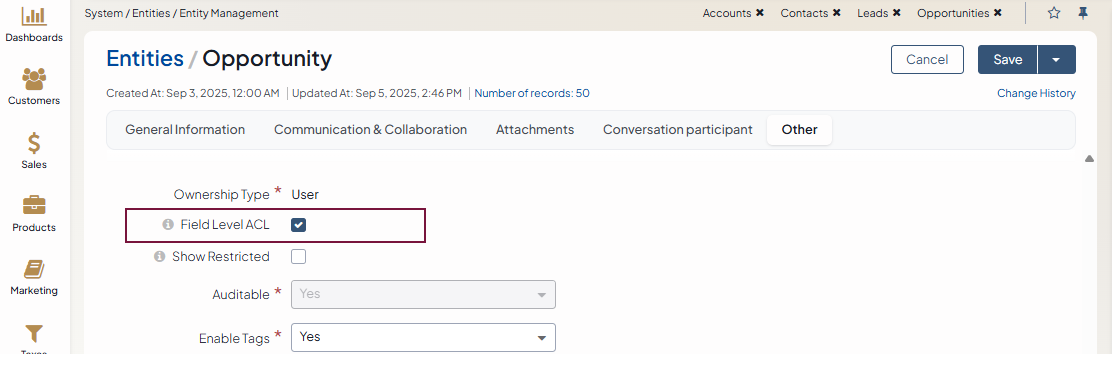 System / Entities / Entity Management
Accounts ✖ Contacts ✖ Leads ✖ Opportunities ✖
Dashboards
Customers
Sales
Products
Marketing
Entities / Opportunity
Cancel
Save
Created At: Sep 3, 2025, 12:00 AM | Updated At: Sep 5, 2025, 2:46 PM | Number of records: 50
Change History
General Information
Communication & Collaboration
Attachments
Conversation participant
Other
Ownership Type * User
Field Level ACL
Show Restricted
Auditable * Yes
Enable Tags * Yes